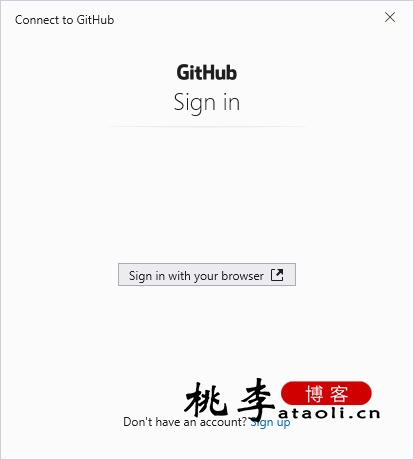 Connect to GitHub
GitHub
Sign in
Sign in with your browser
桃李 博客
ataoli.cn
Don't have an account? Sign up